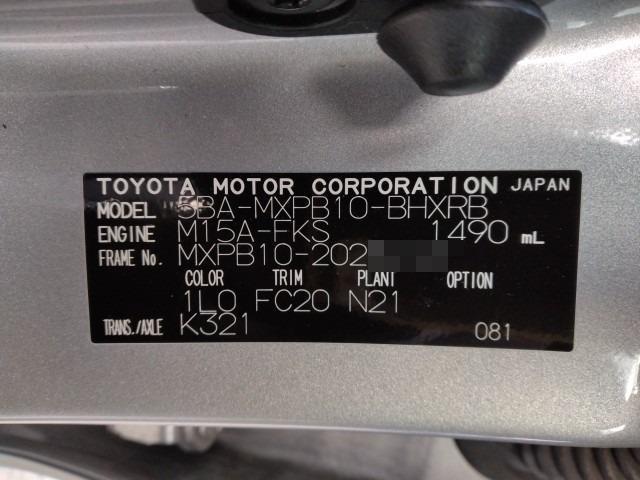 TOYOTA MOTOR CORPORATION JAPAN
MODEL 5BA-MXPB10-BHXRB
ENGINE M15A-FKS 1490 mL
FRAME No. MXPB10-202
COLOR TRIM PLANT OPTION
1L0 FC20 N21
TRANS./AXLE K321 081